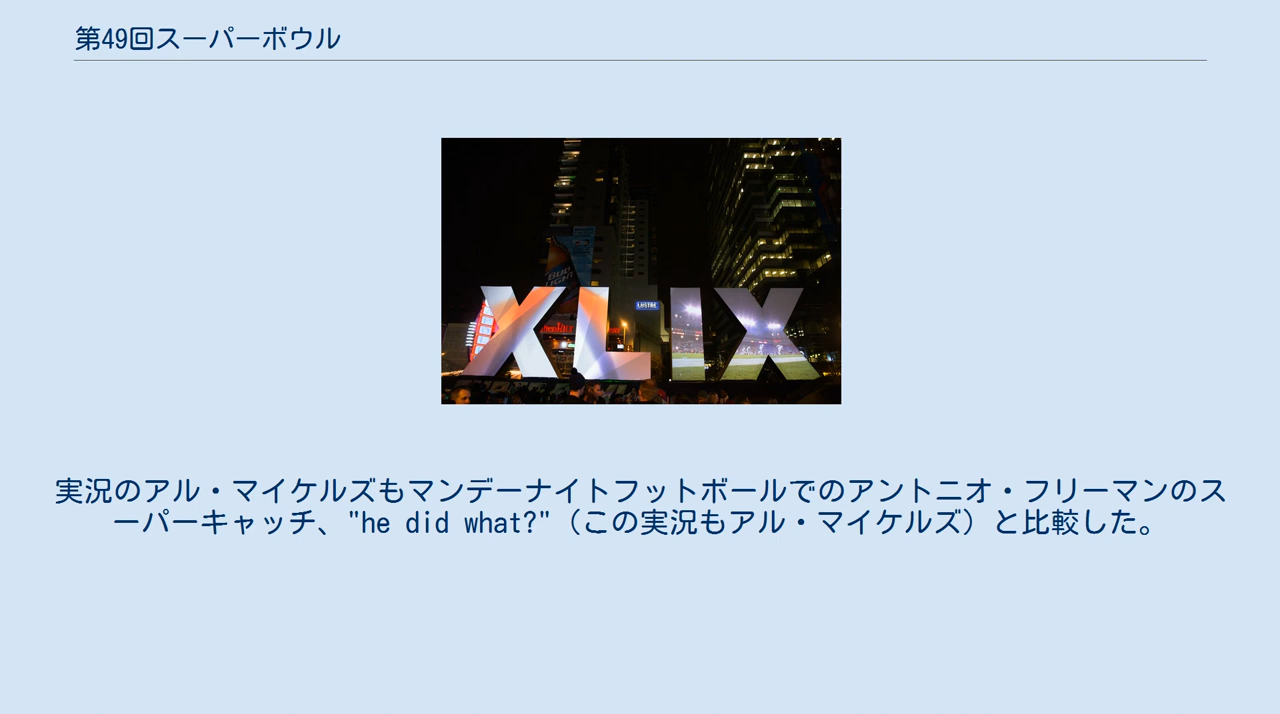 第49回スーパーボウル
BUD
LIGHT
LUSTRE
XLIX
実況のアル・マイケルズもマンデーナイトフットボールでのアントニオ・フリーマンのス
ーパーキャッチ、"he did what?"（この実況もアル・マイケルズ）と比較した。